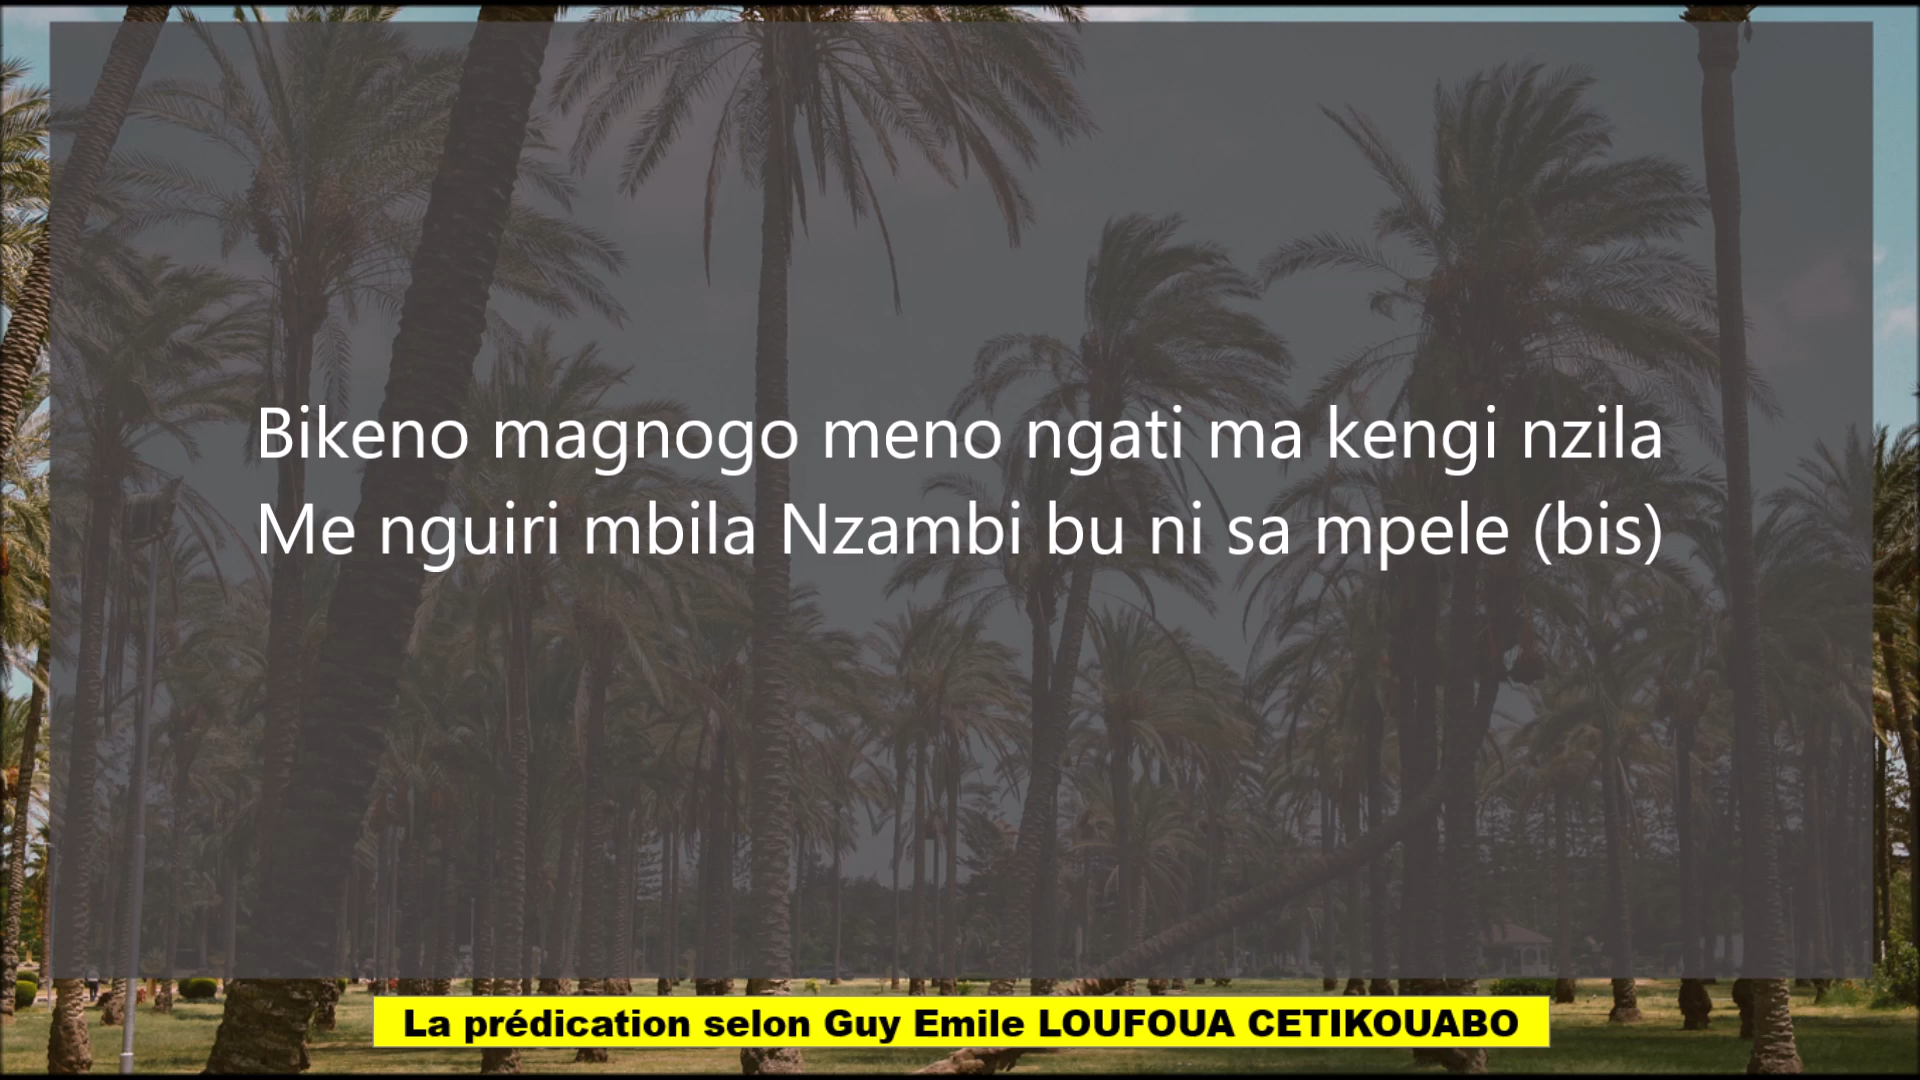 Bikeno magnogo meno ngati ma kengi nzila
Me nguiri mbila Nzambi bu ni sa mpele (bis)
La prédication selon Guy Emile LOUFOUA CETIKOUABO